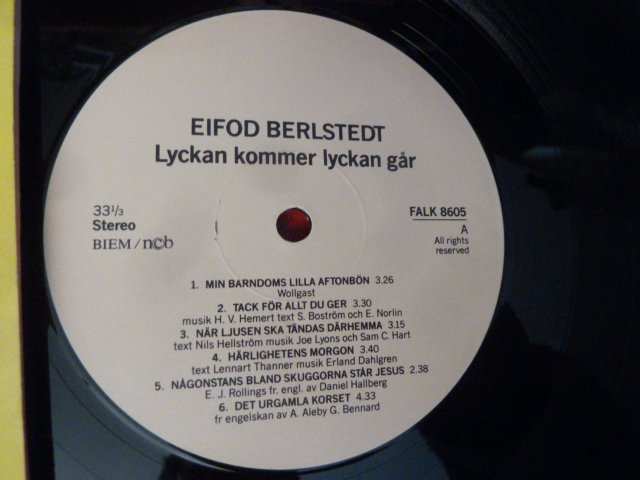 EIFOD BERLSTEDT
Lyckan kommer lyckan går
33⅓
Stereo
BIEM/ncb
FALK 8605
A
All rights
reserved
1. MIN BARNDOMS LILLA AFTONBÖN 3.26
Wollgast
2. TACK FÖR ALLT DU GER 3.30
musik H. V. Hemert text S. Boström och E. Norlin
3. NÄR LJUSEN SKA TÄNDAS DÄRHEMMA 3.15
text Nils Hellström musik Joe Lyons och Sam C. Hart
4. HÄRLIGHETENS MORGON 3.40
text Lennart Thanner musik Erland Dahlgren
5. NÅGONSTANS BLAND SKUGGORNA STÅR JESUS 2.38
E. J. Rollings fr. engl. av Daniel Hallberg
6. DET URGAMLA KORSET 4.33
fr engelskan av A. Aleby G. Bennard